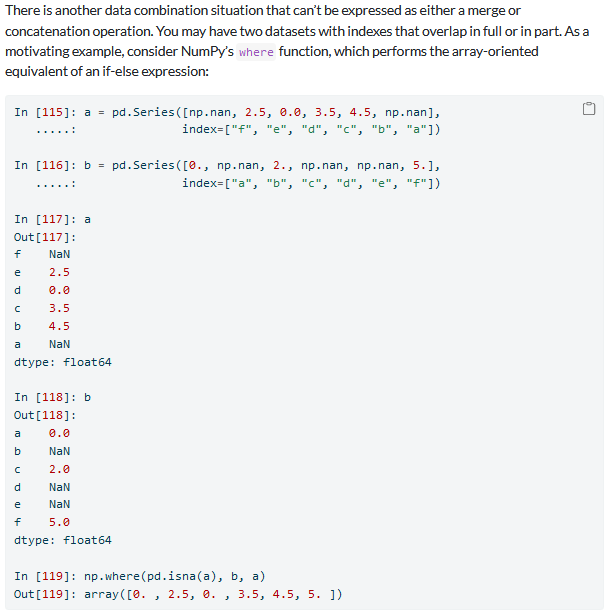 There is another data combination situation that can’t be expressed as either a merge or
concatenation operation. You may have two datasets with indexes that overlap in full or in part. As a
motivating example, consider NumPy’s where function, which performs the array-oriented
equivalent of an if-else expression:
In [115]: a = pd.Series([np.nan, 2.5, 0.0, 3.5, 4.5, np.nan],
.....: index=["f", "e", "d", "c", "b", "a"])
In [116]: b = pd.Series([0., np.nan, 2., np.nan, np.nan, 5.],
.....: index=["a", "b", "c", "d", "e", "f"])
In [117]: a
Out[117]:
f NaN
e 2.5
d 0.0
c 3.5
b 4.5
a NaN
dtype: float64
In [118]: b
Out[118]:
a 0.0
b NaN
c 2.0
d NaN
e NaN
f 5.0
dtype: float64
In [119]: np.where(pd.isna(a), b, a)
Out[119]: array([0. , 2.5, 0. , 3.5, 4.5, 5. ])